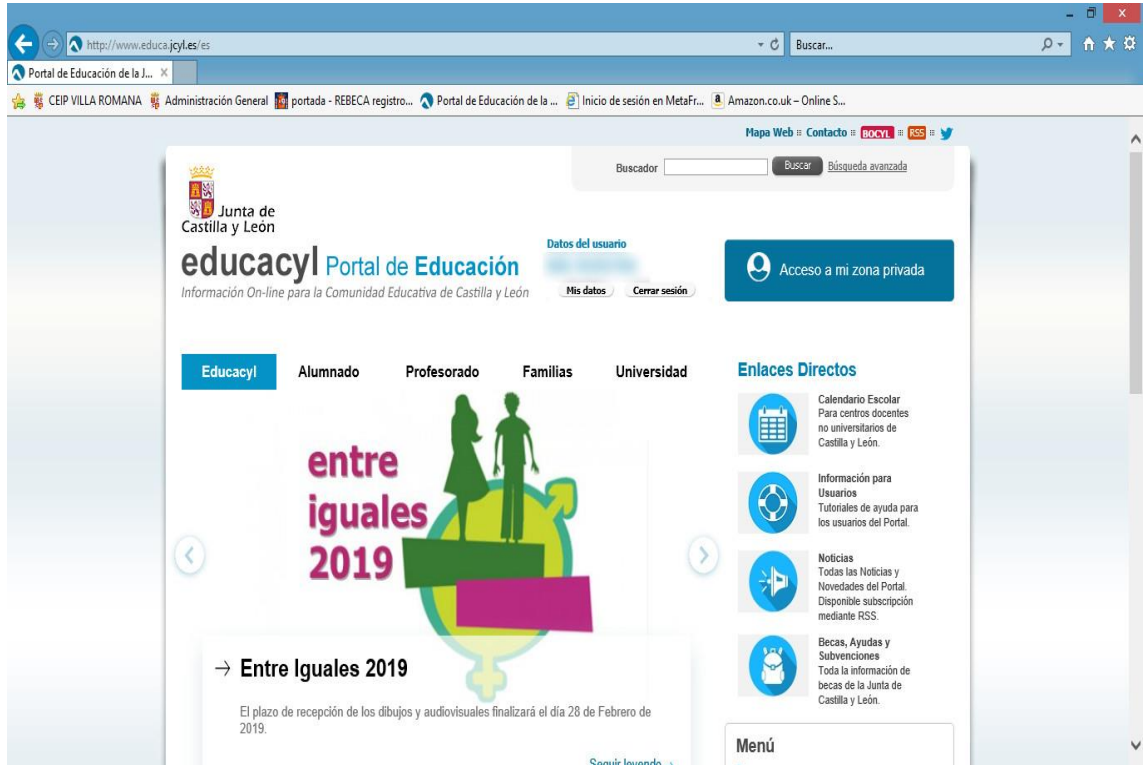 http://www.educa.jcyl.es/es
Buscar...
Portal de Educación de la J...
CEIP VILLA ROMANA Administración General portada - REBECA registro... Portal de Educación de la ... Inicio de sesión en MetaFr... Amazon.co.uk – Online S...
Mapa Web :: Contacto :: BOCYL :: RSS ::
Buscador Buscar Búsqueda avanzada
Junta de
Castilla y León
educacyl Portal de Educación
Información On-line para la Comunidad Educativa de Castilla y León
Datos del usuario
Mis datos Cerrar sesión
Acceso a mi zona privada
Educacyl Alumnado Profesorado Familias Universidad
entre
iguales
2019
→ Entre Iguales 2019
El plazo de recepción de los dibujos y audiovisuales finalizará el día 28 de Febrero de
2019.
Seguir leyendo
Enlaces Directos
Calendario Escolar
Para centros docentes
no universitarios de
Castilla y León.
Información para
Usuarios
Tutoriales de ayuda para
los usuarios del Portal.
Noticias
Todas las Noticias y
Novedades del Portal.
Disponible subscripción
mediante RSS.
Becas, Ayudas y
Subvenciones
Toda la información de
becas de la Junta de
Castilla y León.
Menú